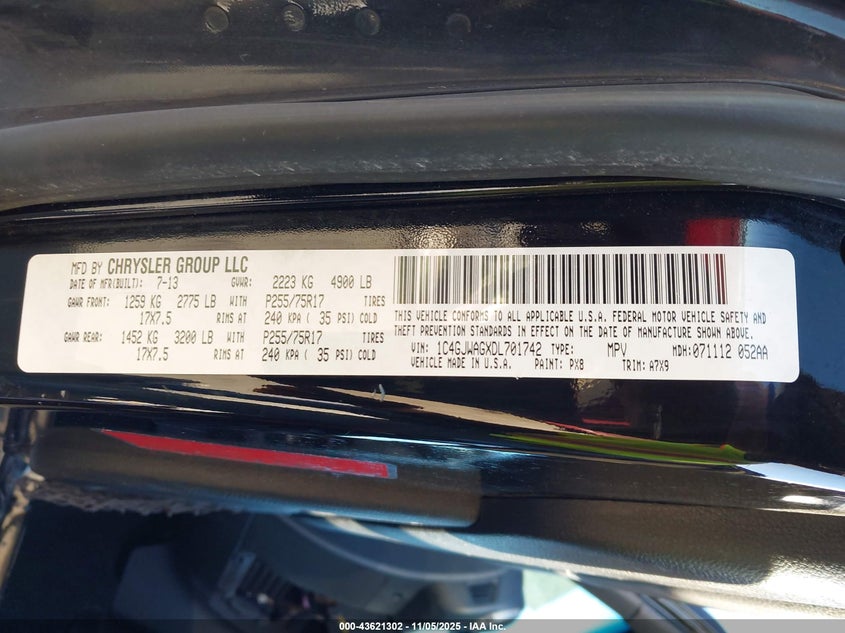 MFD BY CHRYSLER GROUP LLC
DATE OF MFR(BUILT): 7-13 GVWR: 2223 KG 4900 LB
GAWR FRONT: 1259 KG 2775 LB WITH P255/75R17 TIRES
17X7.5 RIMS AT 240 KPA ( 35 PSI) COLD
GAWR REAR: 1452 KG 3200 LB WITH P255/75R17 TIRES
17X7.5 RIMS AT 240 KPA ( 35 PSI) COLD
THIS VEHICLE CONFORMS TO ALL APPLICABLE U.S.A. FEDERAL MOTOR VEHICLE SAFETY AND
THEFT PREVENTION STANDARDS IN EFFECT ON THE DATE OF MANUFACTURE SHOWN ABOVE.
VIN: 1C4GJWAGXDL701742 TYPE: MPV MDH:071112 052AA
VEHICLE MADE IN U.S.A. PAINT: PX8 TRIM: A7X9
000-43621302 - 11/05/2025 - IAA Inc.